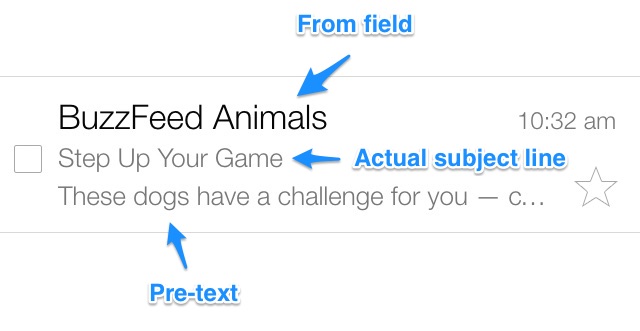 From field
BuzzFeed Animals
10:32 am
Step Up Your Game
Actual subject line
These dogs have a challenge for you — c...
Pre-text